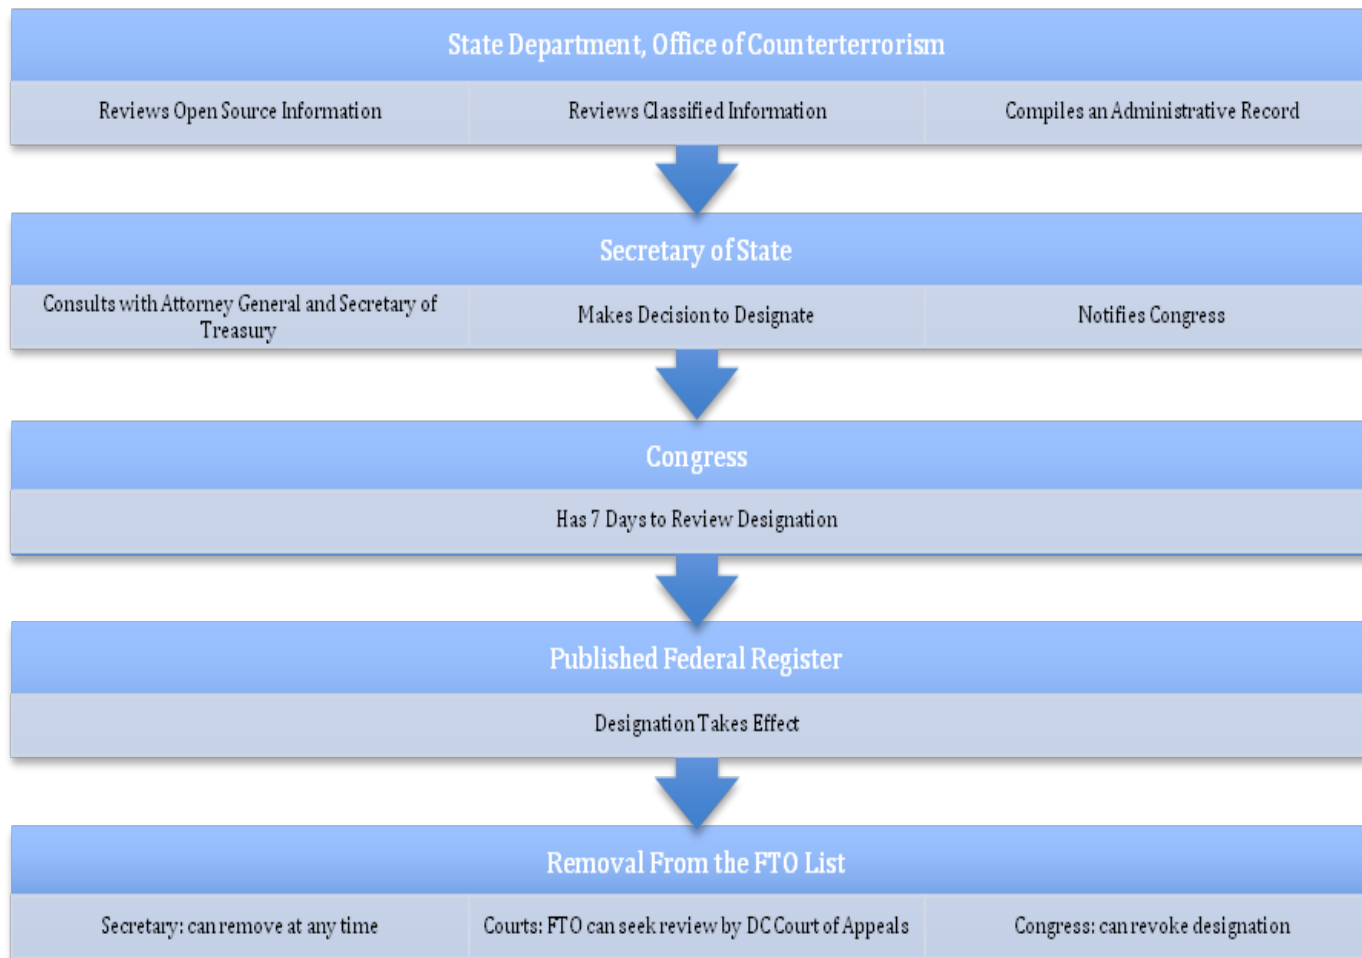 State Department, Office of Counterterrorism
Reviews Open Source Information
Reviews Classified Information
Compiles an Administrative Record
Secretary of State
Consults with Attorney General and Secretary of
Treasury
Makes Decision to Designate
Notifies Congress
Congress
Has 7 Days to Review Designation
Published Federal Register
Designation Takes Effect
Removal From the FTO List
Secretary: can remove at any time
Courts: FTO can seek review by DC Court of Appeals
Congress: can revoke designation